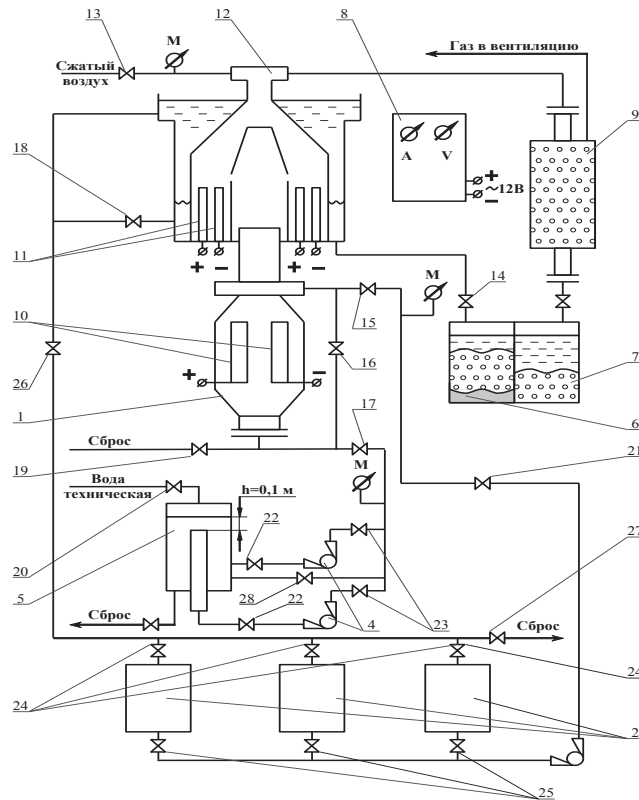 13
M
12
8
Газ в вентиляцию
Сжатый
воздух
9
A
V
+
~12В
–
18
11
+ – + –
M
14
15
10
16
7
26
+
–
1
6
17
Сброс
21
19
M
Вода
техническая
h=0,1 м
27
22
20
5
28
22
4
23
Сброс
Сброс
24
24
2
25